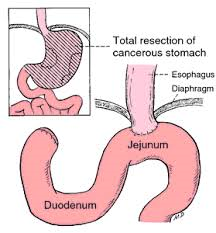 Total resection of
cancerous stomach
Esophagus
Diaphragm
Jejunum
Duodenum